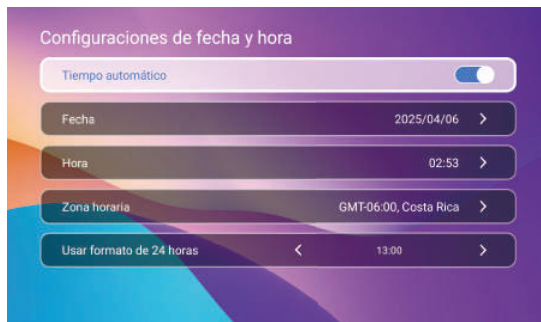 Configuraciones de fecha y hora
Tiempo automático
Fecha 2025/04/06 >
Hora 02:53 >
Zona horaria GMT-06:00, Costa Rica >
Usar formato de 24 horas < 13:00 >